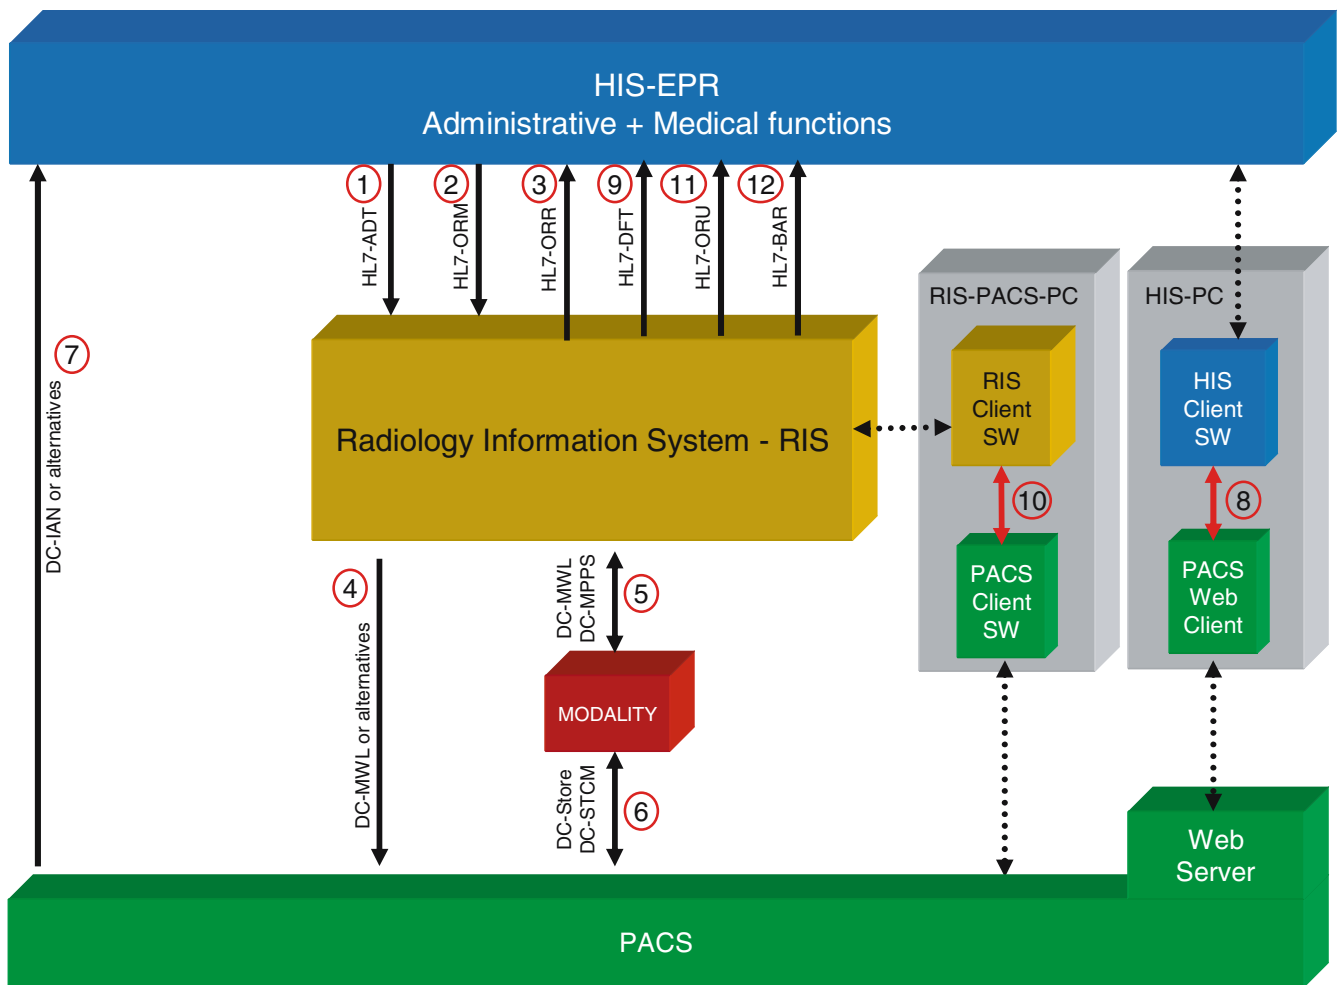 HIS-EPR
Administrative + Medical functions
1
HL7-ADT
2
HL7-ORM
3
HL7-ORR
9
HL7-DFT
11
HL7-ORU
12
HL7-BAR
RIS-PACS-PC
HIS-PC
7
DC-IAN or alternatives
Radiology Information System - RIS
RIS
Client
SW
HIS
Client
SW
10
8
PACS
Client
SW
PACS
Web
Client
4
DC-MWL or alternatives
DC-MWL
DC-MPPS
5
MODALITY
DC-Store
DC-STCM
6
Web
Server
PACS